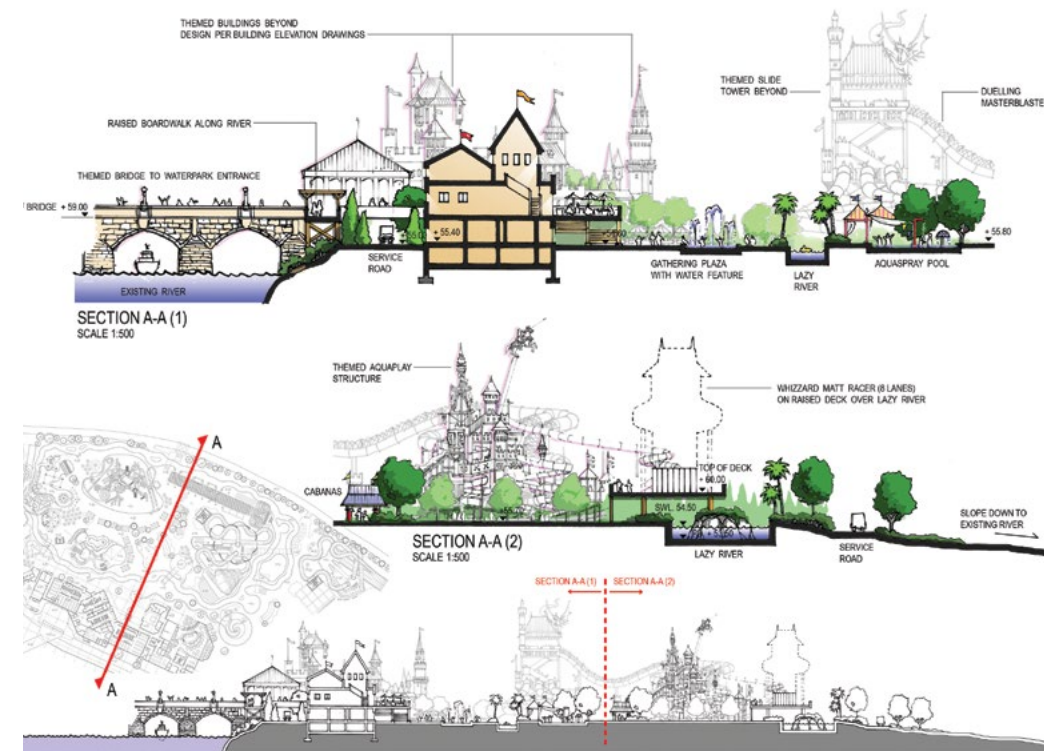 THEMED BUILDINGS BEYOND
DESIGN PER BUILDING ELEVATION DRAWINGS
THEMED SLIDE
TOWER BEYOND
DUELLING
MASTERBLASTE
RAISED BOARDWALK ALONG RIVER
THEMED BRIDGE TO WATERPARK ENTRANCE
BRIDGE + 59.00
+ 55.40
+ 55.80
SERVICE
ROAD
GATHERING PLAZA
WITH WATER FEATURE
LAZY
RIVER
AQUASPRAY POOL
EXISTING RIVER
SECTION A-A (1)
SCALE 1:500
THEMED AQUAPLAY
STRUCTURE
WHIZZARD MATT RACER (8 LANES)
ON RAISED DECK OVER LAZY RIVER
A
CABANAS
TOP OF DECK
+ 60.00
SWL. 54.50
SECTION A-A (2)
SCALE 1:500
LAZY RIVER
SERVICE
ROAD
SLOPE DOWN TO
EXISTING RIVER
SECTION A-A (1)
SECTION A-A (2)
A